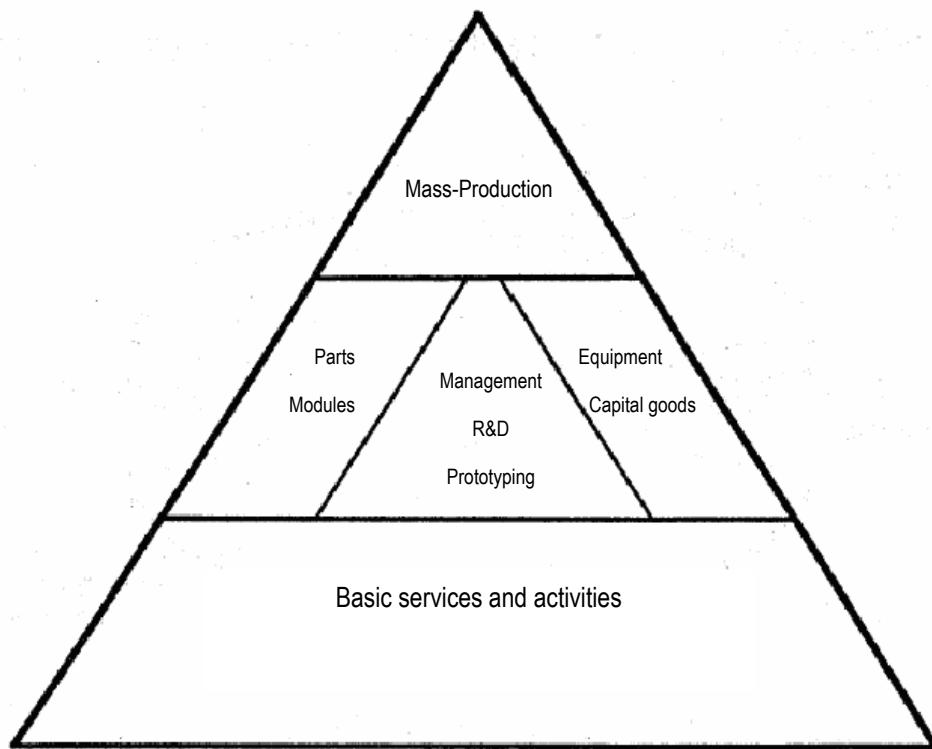 Mass-Production
Parts
Modules
Management
R&D
Prototyping
Equipment
Capital goods
Basic services and activities